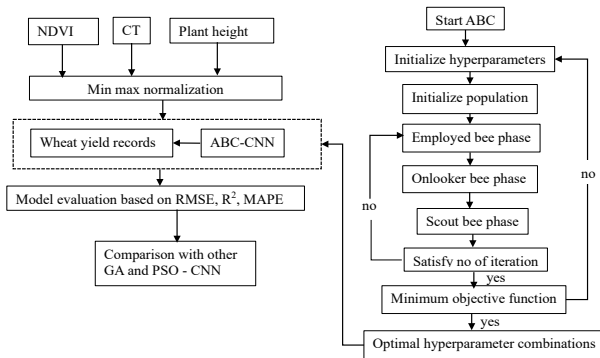 NDVI
CT
Plant height
Min max normalization
Wheat yield records
ABC-CNN
Model evaluation based on RMSE, R², MAPE
Comparison with other
GA and PSO - CNN
Start ABC
Initialize hyperparameters
Initialize population
Employed bee phase
Onlooker bee phase
no
no
Scout bee phase
Satisfy no of iteration
yes
Minimum objective function
yes
Optimal hyperparameter combinations